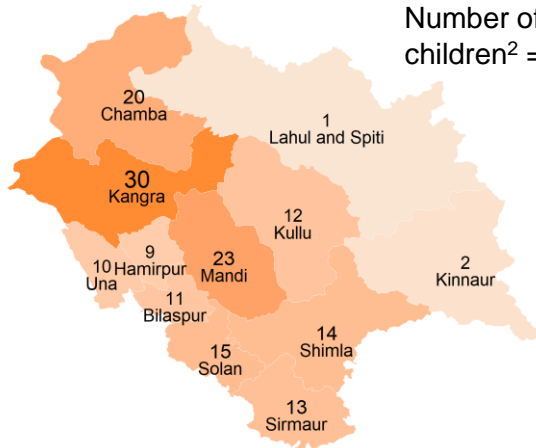 Number of
children² =
20
Chamba
1
Lahul and Spiti
30
Kangra
12
Kullu
2
Kinnaur
9
Hamirpur
10
Una
23
Mandi
11
Bilaspur
14
Shimla
15
Solan
13
Sirmaur